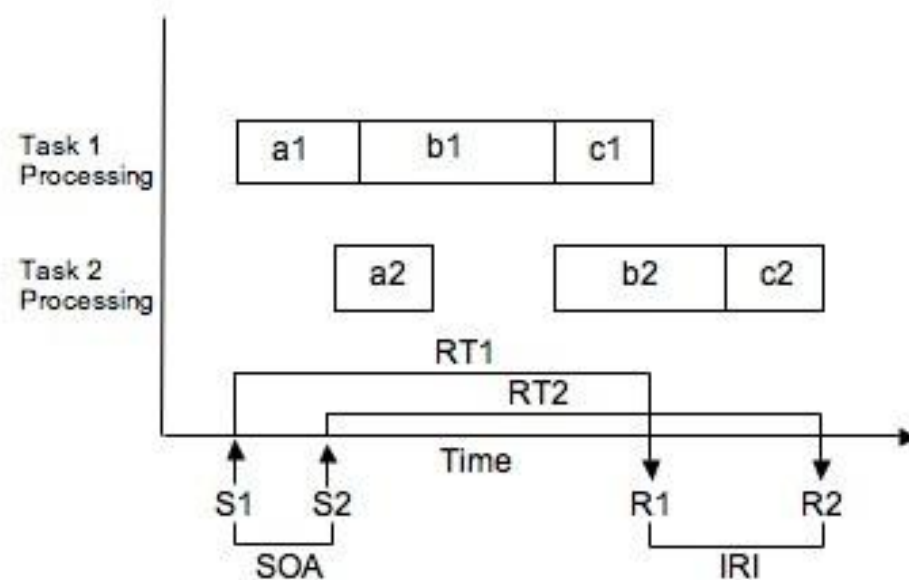 Task 1
Processing
a1 b1 c1
Task 2
Processing
a2 b2 c2
RT1
RT2
Time
S1 S2 R1 R2
SOA IRI